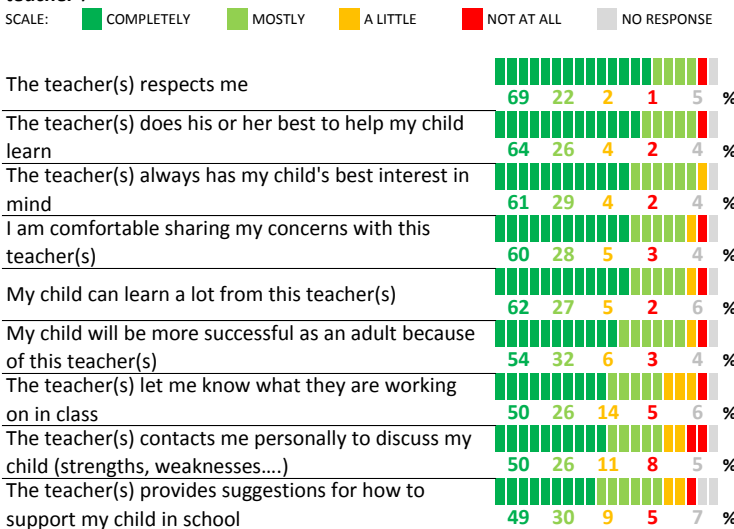 teacher?
SCALE: COMPLETELY MOSTLY A LITTLE NOT AT ALL NO RESPONSE
The teacher(s) respects me
69 22 2 1 5 %
The teacher(s) does his or her best to help my child
learn
64 26 4 2 4 %
The teacher(s) always has my child's best interest in
mind
61 29 4 2 4 %
I am comfortable sharing my concerns with this
teacher(s)
60 28 5 3 4 %
My child can learn a lot from this teacher(s)
62 27 5 2 6 %
My child will be more successful as an adult because
of this teacher(s)
54 32 6 3 4 %
The teacher(s) let me know what they are working
on in class
50 26 14 5 6 %
The teacher(s) contacts me personally to discuss my
child (strengths, weaknesses....)
50 26 11 8 5 %
The teacher(s) provides suggestions for how to
support my child in school
49 30 9 5 7 %